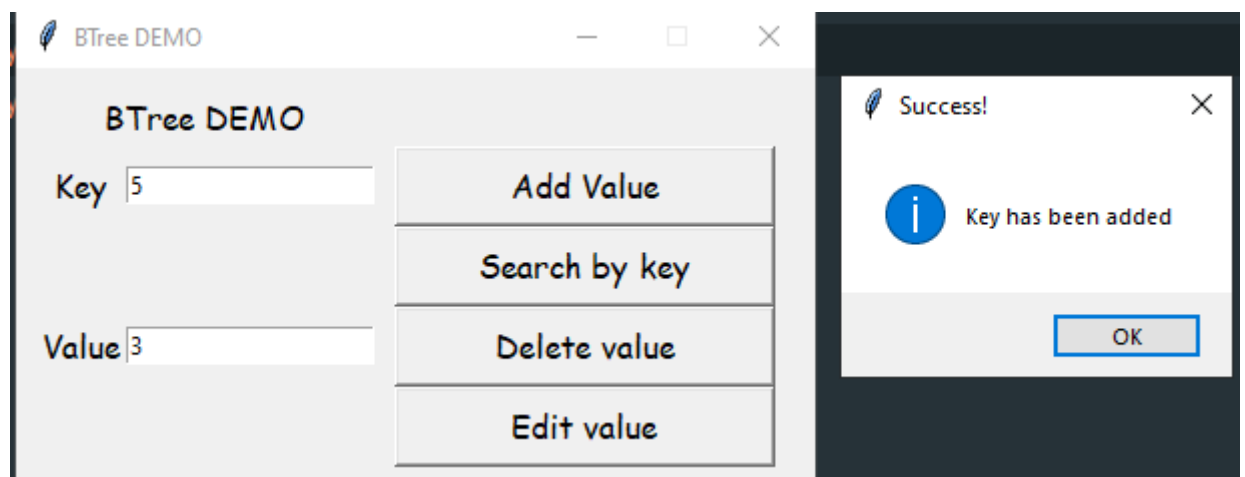 BTree DEMO
BTree DEMO
Key 5
Add Value
Search by key
Value 3
Delete value
Edit value
Success!
Key has been added
OK